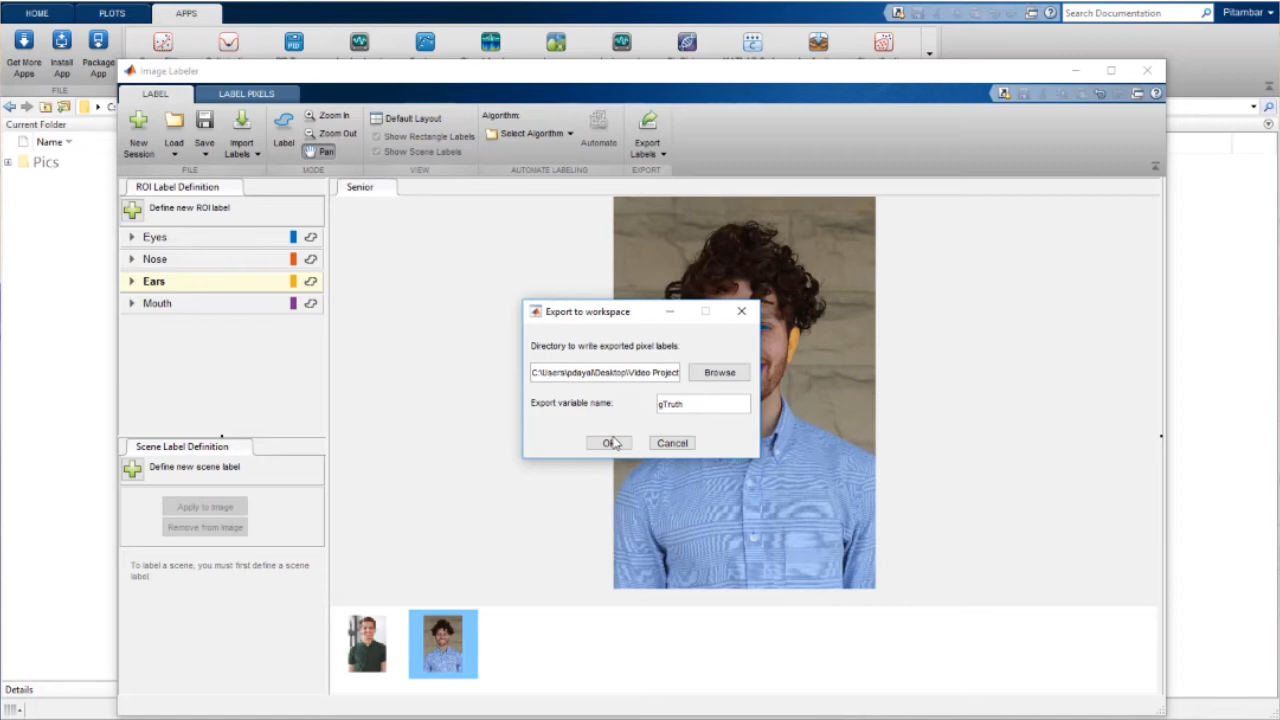 HOME PLOTS APPS Search Documentation Pitambar
Get More Apps Install App Package App
FILE
Image Labeler
Current Folder
Name
Pics
LABEL LABEL PIXELS
New Session Load Save Import Labels Label Zoom In Zoom Out Pan Default Layout Show Rectangle Labels Show Scene Labels Algorithm: Select Algorithm Automate Export Labels
FILE MODE VIEW AUTOMATE LABELING EXPORT
ROI Label Definition Senior
Define new ROI label
Eyes
Nose
Ears
Mouth
Export to workspace
Directory to write exported pixel labels:
C:\Users\pdayal\Desktop\Video Project Browse
Export variable name: gTruth
OK Cancel
Scene Label Definition
Define new scene label
Apply to Image
Remove from Image
To label a scene, you must first define a scene
label.
Details